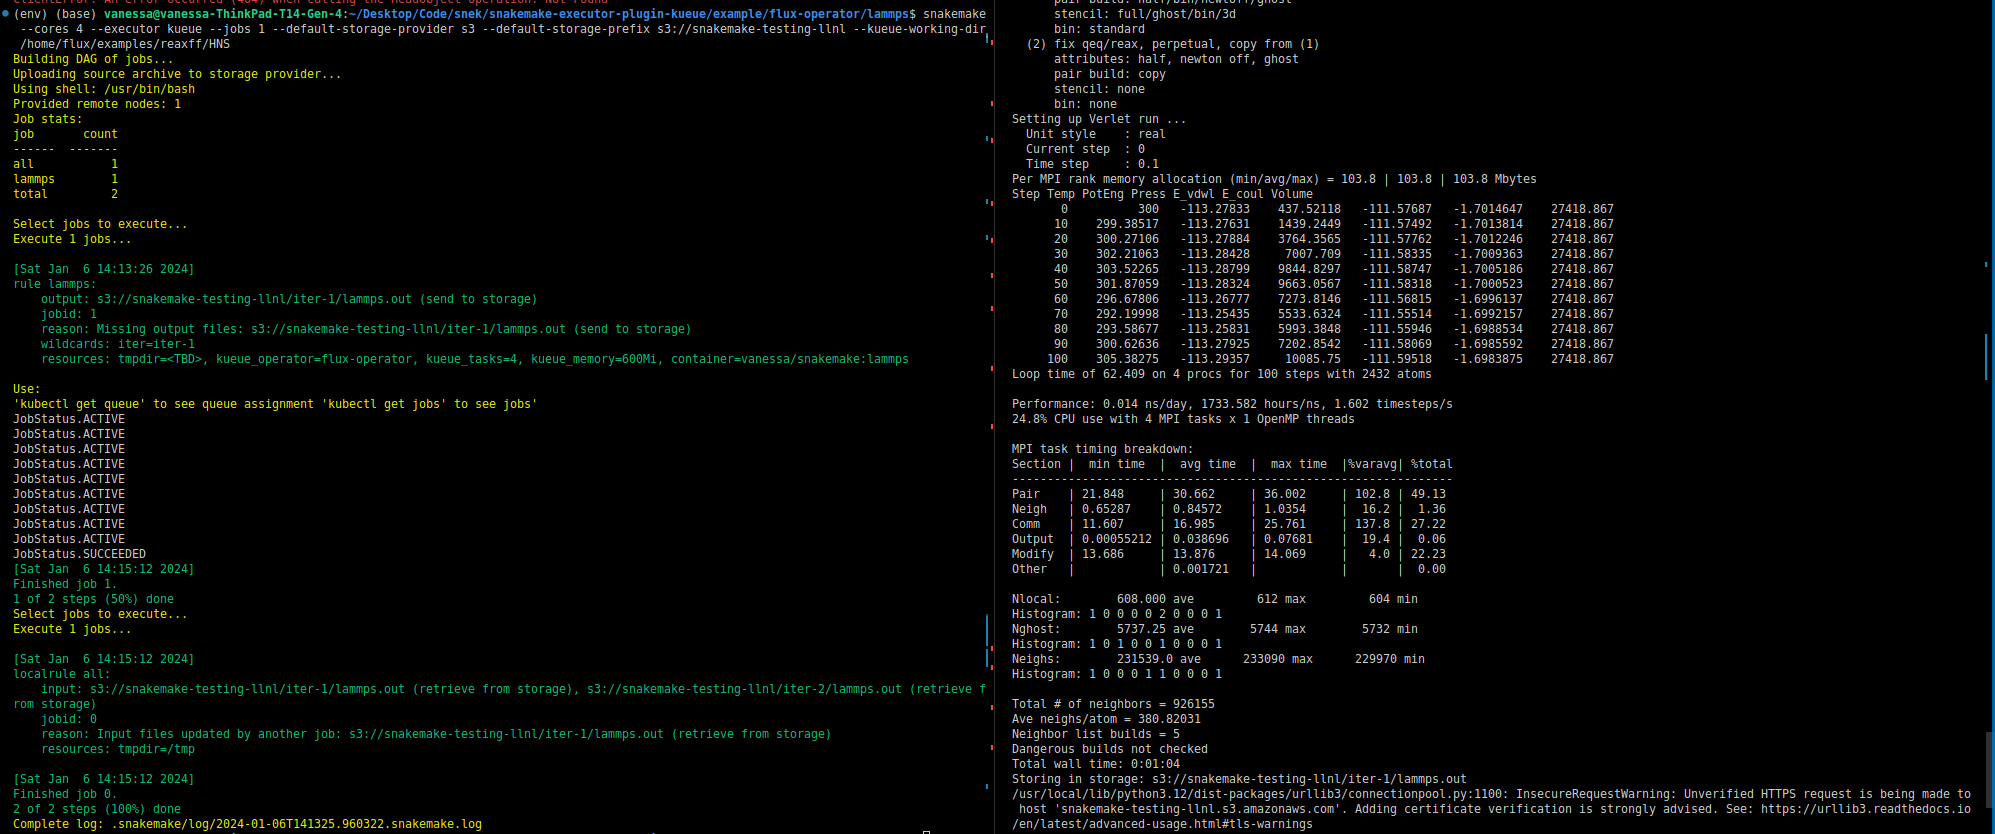 ClientError: An error occurred (404) when calling the HeadObject operation: Not Found
(env) (base) vanessa@vanessa-ThinkPad-T14-Gen-4:~/Desktop/Code/snek/snakemake-executor-plugin-kueue/example/flux-operator/lammps$ snakemake
--cores 4 --executor kueue --jobs 1 --default-storage-provider s3 --default-storage-prefix s3://snakemake-testing-llnl --kueue-working-dir
/home/flux/examples/reaxff/HNS
Building DAG of jobs...
Uploading source archive to storage provider...
Using shell: /usr/bin/bash
Provided remote nodes: 1
Job stats:
job       count
------  -------
all           1
lammps        1
total         2
Select jobs to execute...
Execute 1 jobs...
[Sat Jan  6 14:13:26 2024]
rule lammps:
    output: s3://snakemake-testing-llnl/iter-1/lammps.out (send to storage)
    jobid: 1
    reason: Missing output files: s3://snakemake-testing-llnl/iter-1/lammps.out (send to storage)
    wildcards: iter=iter-1
    resources: tmpdir=<TBD>, kueue_operator=flux-operator, kueue_tasks=4, kueue_memory=600Mi, container=vanessa/snakemake:lammps
Use:
'kubectl get queue' to see queue assignment 'kubectl get jobs' to see jobs'
JobStatus.ACTIVE
JobStatus.ACTIVE
JobStatus.ACTIVE
JobStatus.ACTIVE
JobStatus.ACTIVE
JobStatus.ACTIVE
JobStatus.ACTIVE
JobStatus.ACTIVE
JobStatus.ACTIVE
JobStatus.SUCCEEDED
[Sat Jan  6 14:15:12 2024]
Finished job 1.
1 of 2 steps (50%) done
Select jobs to execute...
Execute 1 jobs...
[Sat Jan  6 14:15:12 2024]
localrule all:
    input: s3://snakemake-testing-llnl/iter-1/lammps.out (retrieve from storage), s3://snakemake-testing-llnl/iter-2/lammps.out (retrieve f
rom storage)
    jobid: 0
    reason: Input files updated by another job: s3://snakemake-testing-llnl/iter-1/lammps.out (retrieve from storage)
    resources: tmpdir=/tmp
[Sat Jan  6 14:15:12 2024]
Finished job 0.
2 of 2 steps (100%) done
Complete log: .snakemake/log/2024-01-06T141325.960322.snakemake.log
      pair build: half/bin/newtoff/ghost
      stencil: full/ghost/bin/3d
      bin: standard
  (2) fix qeq/reax, perpetual, copy from (1)
      attributes: half, newton off, ghost
      pair build: copy
      stencil: none
      bin: none
Setting up Verlet run ...
  Unit style    : real
  Current step  : 0
  Time step     : 0.1
Per MPI rank memory allocation (min/avg/max) = 103.8 | 103.8 | 103.8 Mbytes
Step Temp PotEng Press E_vdwl E_coul Volume
       0          300   -113.27833    437.52118   -111.57687   -1.7014647    27418.867
      10    299.38517   -113.27631    1439.2449   -111.57492   -1.7013814    27418.867
      20    300.27106   -113.27884    3764.3565   -111.57762   -1.7012246    27418.867
      30    302.21063   -113.28428     7007.709   -111.58335   -1.7009363    27418.867
      40    303.52265   -113.28799    9844.8297   -111.58747   -1.7005186    27418.867
      50    301.87059   -113.28324    9663.0567   -111.58318   -1.7000523    27418.867
      60    296.67806   -113.26777    7273.8146   -111.56815   -1.6996137    27418.867
      70    292.19998   -113.25435    5533.6324   -111.55514   -1.6992157    27418.867
      80    293.58677   -113.25831    5993.3848   -111.55946   -1.6988534    27418.867
      90    300.62636   -113.27925    7202.8542   -111.58069   -1.6985592    27418.867
     100    305.38275   -113.29357     10085.75   -111.59518   -1.6983875    27418.867
Loop time of 62.409 on 4 procs for 100 steps with 2432 atoms
Performance: 0.014 ns/day, 1733.582 hours/ns, 1.602 timesteps/s
24.8% CPU use with 4 MPI tasks x 1 OpenMP threads
MPI task timing breakdown:
Section |  min time  |  avg time  |  max time  |%varavg| %total
---------------------------------------------------------------
Pair    | 21.848     | 30.662     | 36.002     | 102.8 | 49.13
Neigh   | 0.65287    | 0.84572    | 1.0354     |  16.2 |  1.36
Comm    | 11.607     | 16.985     | 25.761     | 137.8 | 27.22
Output  | 0.00055212 | 0.038696   | 0.07681    |  19.4 |  0.06
Modify  | 13.686     | 13.876     | 14.069     |   4.0 | 22.23
Other   |            | 0.001721   |            |       |  0.00
Nlocal:        608.000 ave         612 max         604 min
Histogram: 1 0 0 0 0 2 0 0 0 1
Nghost:        5737.25 ave        5744 max        5732 min
Histogram: 1 0 1 0 0 1 0 0 0 1
Neighs:        231539.0 ave      233090 max      229970 min
Histogram: 1 0 0 0 1 1 0 0 0 1
Total # of neighbors = 926155
Ave neighs/atom = 380.82031
Neighbor list builds = 5
Dangerous builds not checked
Total wall time: 0:01:04
Storing in storage: s3://snakemake-testing-llnl/iter-1/lammps.out
/usr/local/lib/python3.12/dist-packages/urllib3/connectionpool.py:1100: InsecureRequestWarning: Unverified HTTPS request is being made to
host 'snakemake-testing-llnl.s3.amazonaws.com'. Adding certificate verification is strongly advised. See: https://urllib3.readthedocs.io
/en/latest/advanced-usage.html#tls-warnings